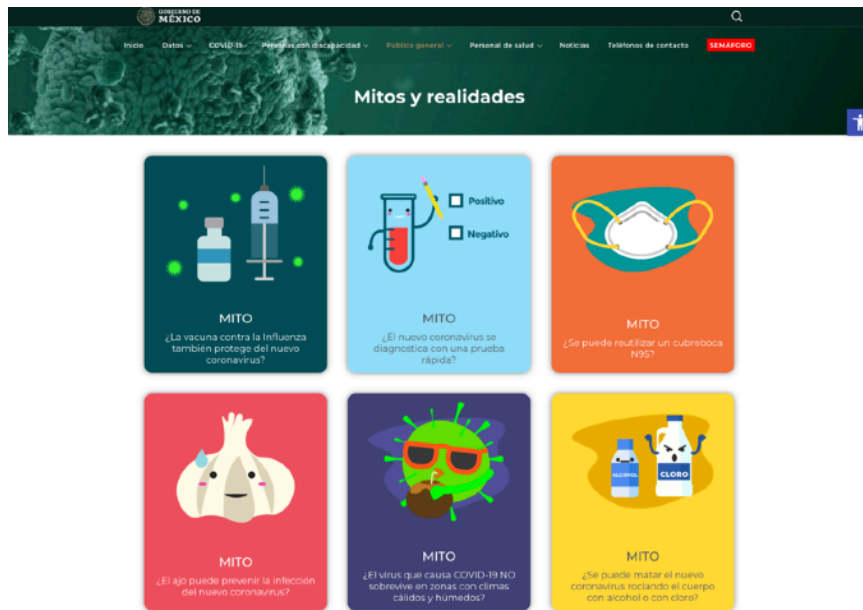 GOBIERNO DE
MÉXICO
Inicio Datos COVID-19 Personas con discapacidad Público general Personal de salud Noticias Teléfonos de contacto SEMÁFORO
Mitos y realidades
Positivo
Negativo
MITO
¿La vacuna contra la Influenza
también protege del nuevo
coronavirus?
MITO
¿El nuevo coronavirus se
diagnostica con una prueba
rápida?
MITO
¿Se puede reutilizar un cubreboca
N95?
ALCOHOL
CLORO
MITO
¿El ajo puede prevenir la infección
del nuevo coronavirus?
MITO
¿El virus que causa COVID-19 NO
sobrevive en zonas con climas
cálidos y húmedos?
MITO
¿Se puede matar el nuevo
coronavirus rociando el cuerpo
con alcohol o con cloro?